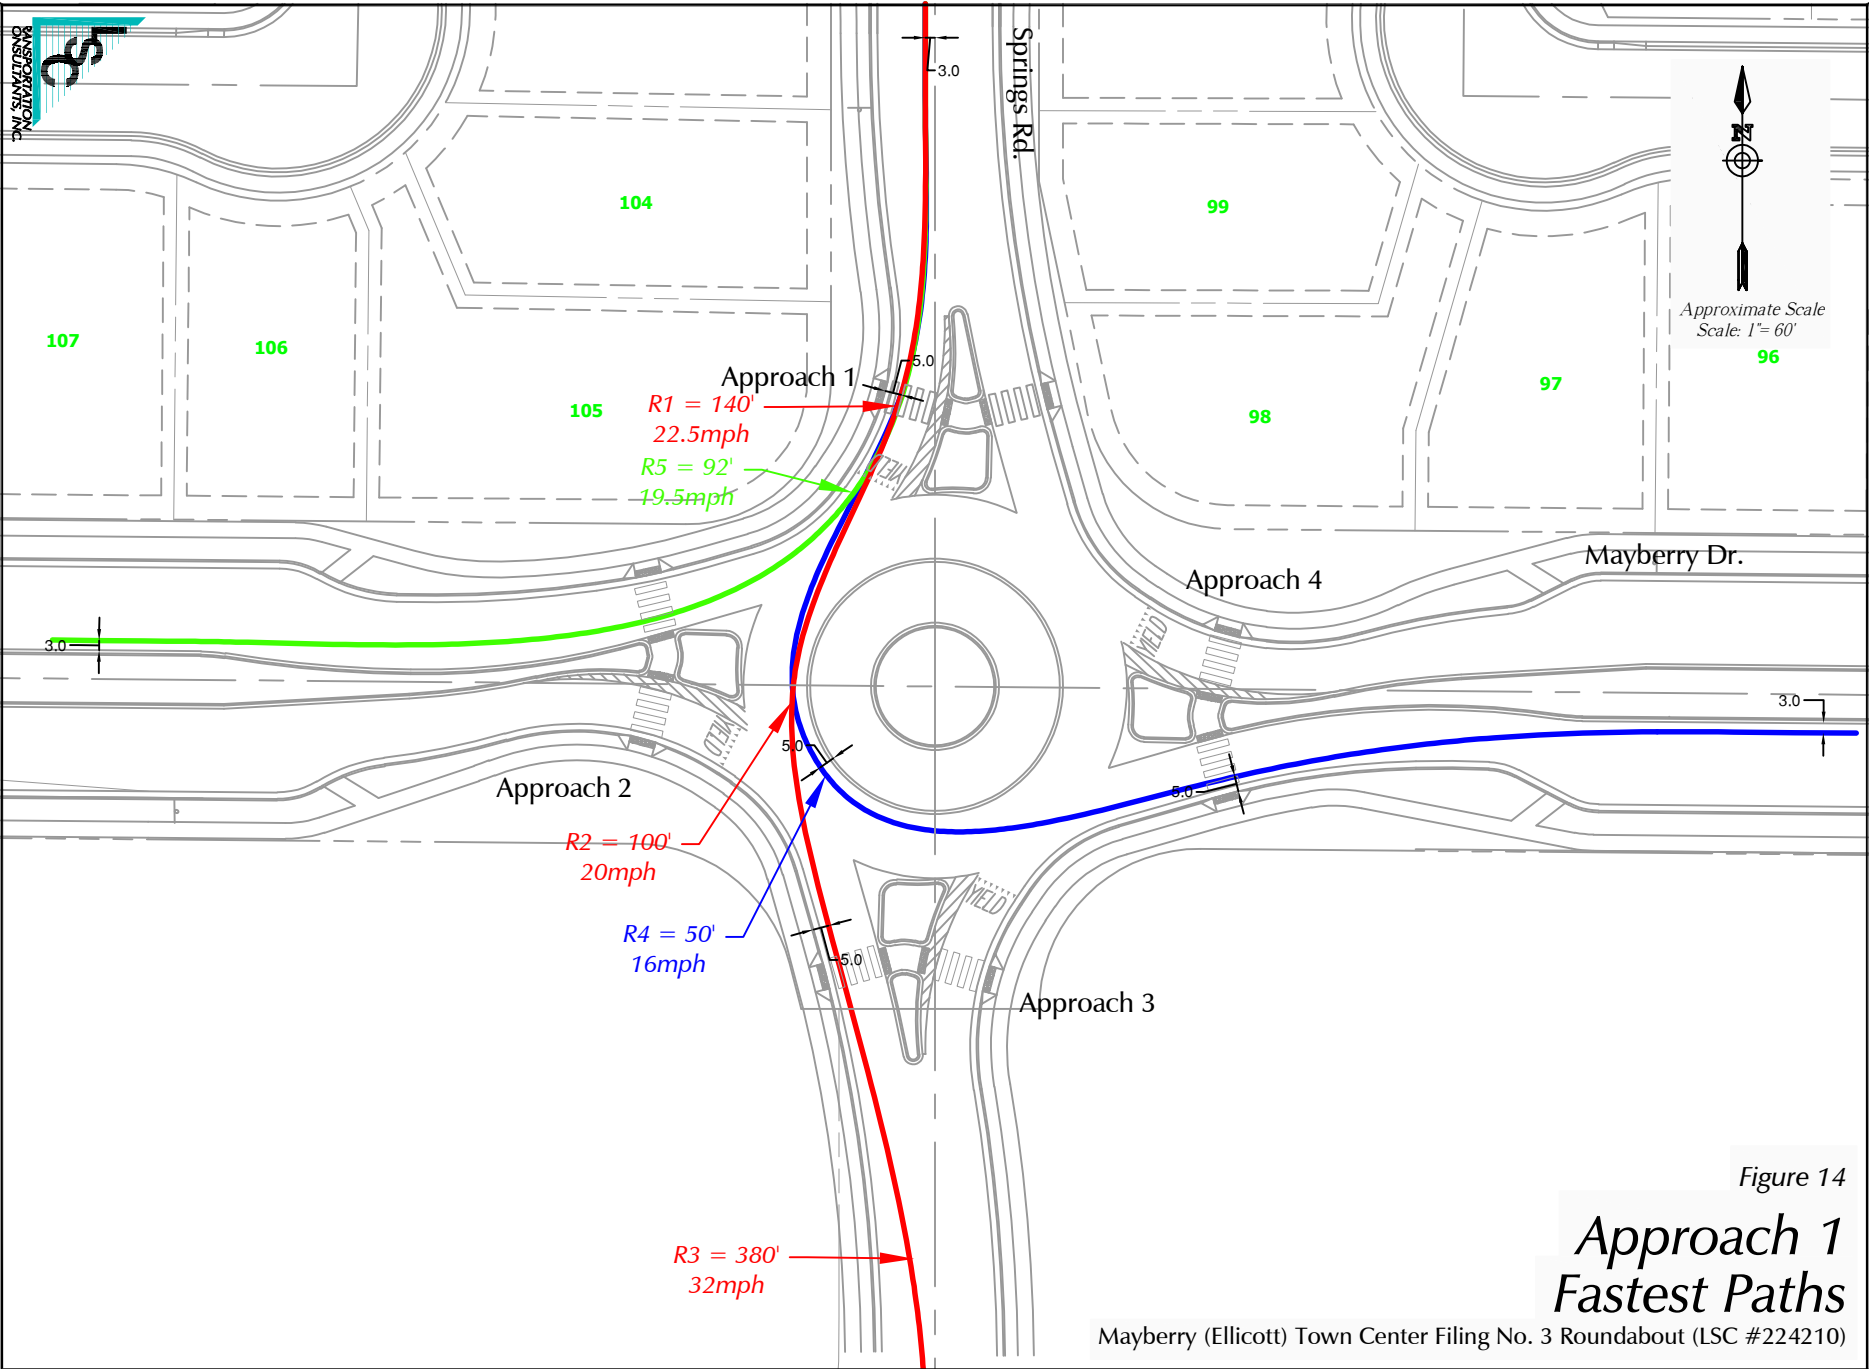 LSC
TRANSPORTATION
CONSULTANTS, INC.
Springs Rd.
3.0
N
Approximate Scale
Scale: 1"= 60'
104
99
107
106
105
98
97
96
Approach 1
5.0
R1 = 140'
22.5mph
R5 = 92'
19.5mph
YIELD
Mayberry Dr.
Approach 4
YIELD
3.0
3.0
YIELD
5.0
5.0
Approach 2
R2 = 100'
20mph
YIELD
R4 = 50'
16mph
5.0
Approach 3
R3 = 380'
32mph
Figure 14
Approach 1
Fastest Paths
Mayberry (Ellicott) Town Center Filing No. 3 Roundabout (LSC #224210)